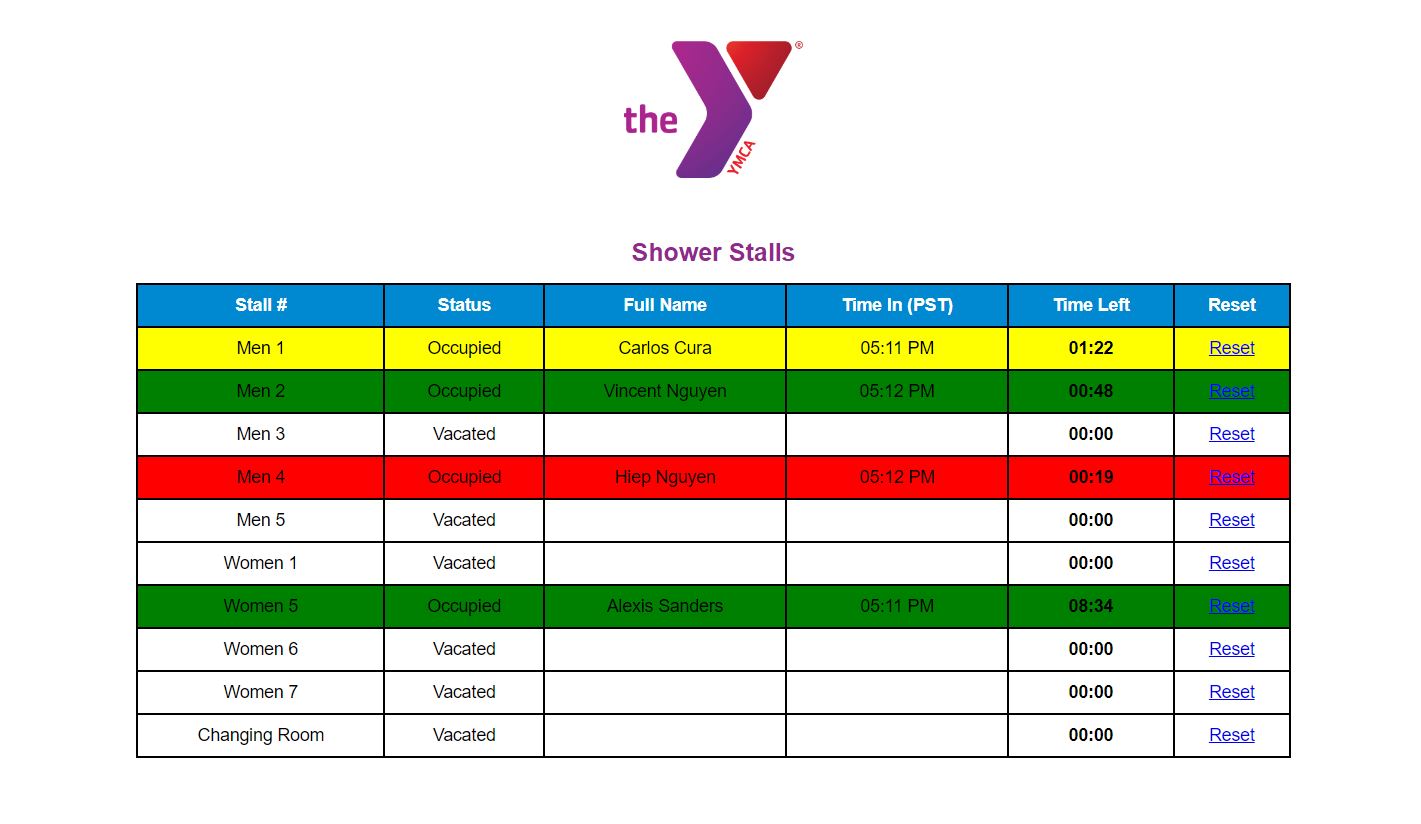 the
YMCA
®
Shower Stalls
Stall # Status Full Name Time In (PST) Time Left Reset
Men 1 Occupied Carlos Cura 05:11 PM 01:22 Reset
Men 2 Occupied Vincent Nguyen 05:12 PM 00:48 Reset
Men 3 Vacated 00:00 Reset
Men 4 Occupied Hiep Nguyen 05:12 PM 00:19 Reset
Men 5 Vacated 00:00 Reset
Women 1 Vacated 00:00 Reset
Women 5 Occupied Alexis Sanders 05:11 PM 08:34 Reset
Women 6 Vacated 00:00 Reset
Women 7 Vacated 00:00 Reset
Changing Room Vacated 00:00 Reset